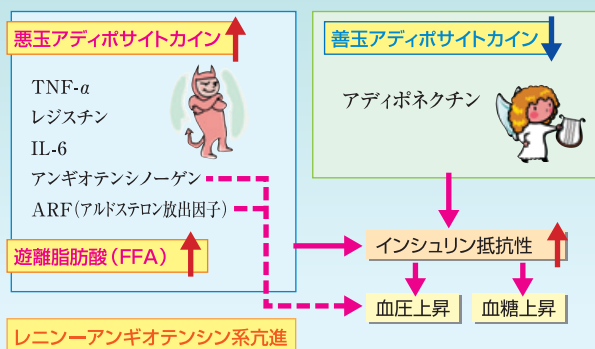 悪玉アディポサイトカイン
TNF-α
レジスチン
IL-6
アンギオテンシノーゲン
ARF(アルドステロン放出因子)
遊離脂肪酸(FFA)
善玉アディポサイトカイン
アディポネクチン
インシュリン抵抗性
血圧上昇
血糖上昇
レニンーアンギオテンシン系亢進